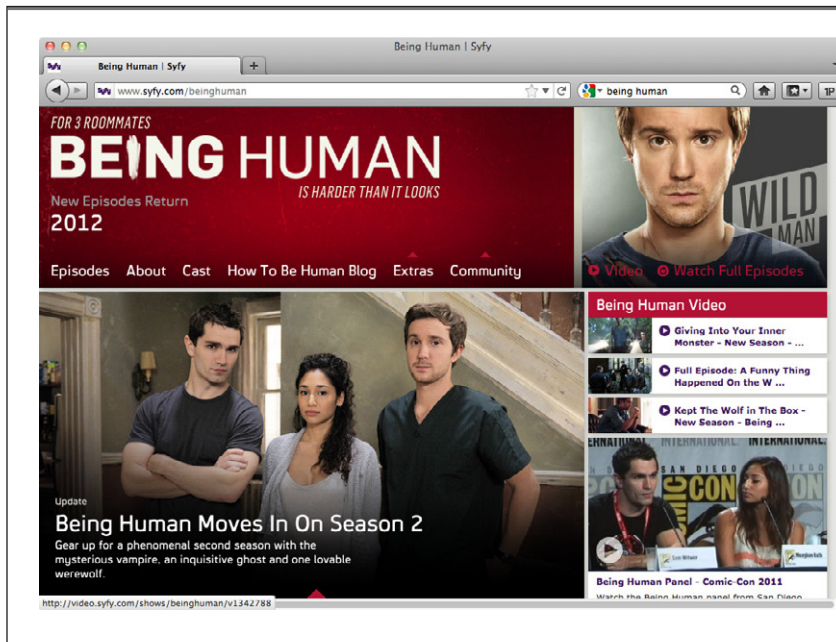 Being Human | Syfy
Being Human | Syfy
www.syfy.com/beinghuman
being human
1P
FOR 3 ROOMMATES
BEING HUMAN
IS HARDER THAN IT LOOKS
New Episodes Return
2012
WILD
MAN
Episodes About Cast How To Be Human Blog Extras Community
Video Watch Full Episodes
Being Human Video
Giving Into Your Inner
Monster - New Season - ...
Full Episode: A Funny Thing
Happened On the W ...
Kept The Wolf in The Box -
New Season - Being ...
Update
Being Human Moves In On Season 2
Gear up for a phenomenal second season with the
mysterious vampire, an inquisitive ghost and one lovable
werewolf.
INTERNATIONAL INTERNATIONAL
SAN DIEGO
COMIC CON
Sam Witwer
Being Human Panel - Comic-Con 2011
Watch the Being Human panel from San Diego
http://video.syfy.com/shows/beinghuman/v1342788